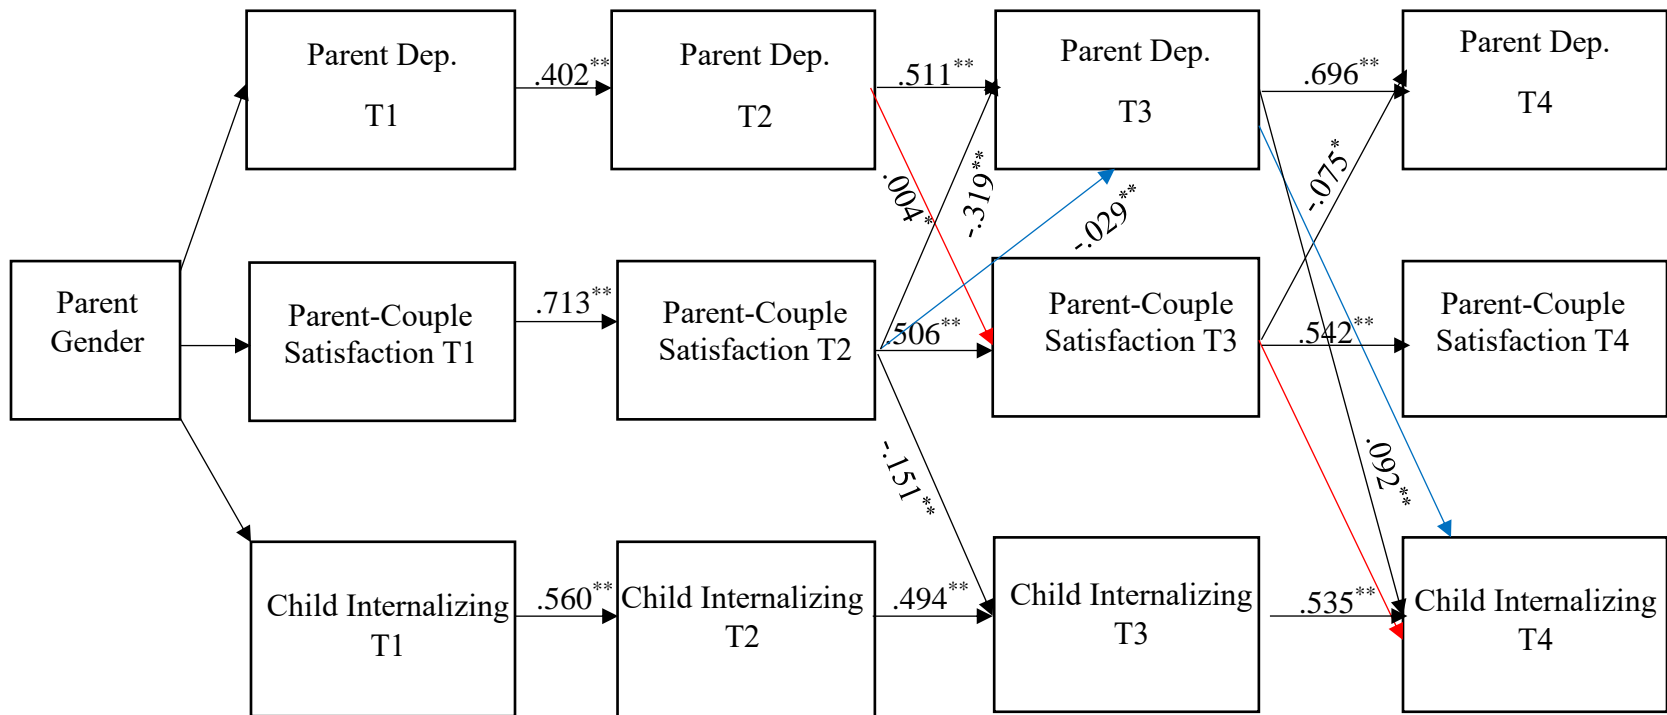 Parent Dep.
T1
.402**
Parent Dep.
T2
.511**
Parent Dep.
T3
.696**
Parent Dep.
T4
.004*
-.319**
-.029**
-.075*
Parent
Gender
Parent-Couple
Satisfaction T1
.713**
Parent-Couple
Satisfaction T2
.506**
Parent-Couple
Satisfaction T3
.542**
Parent-Couple
Satisfaction T4
-.151**
.092**
Child Internalizing
T1
.560**
Child Internalizing
T2
.494**
Child Internalizing
T3
.535**
Child Internalizing
T4